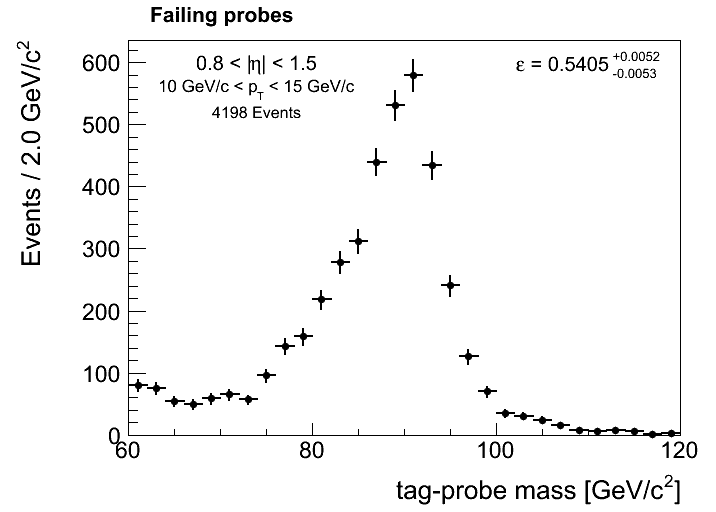 Failing probes
0.8 < |η| < 1.5
10 GeV/c < p_T < 15 GeV/c
4198 Events
ε = 0.5405 +0.0052 -0.0053
Events / 2.0 GeV/c²
600
500
400
300
200
100
0
60 80 100 120
tag-probe mass [GeV/c²]